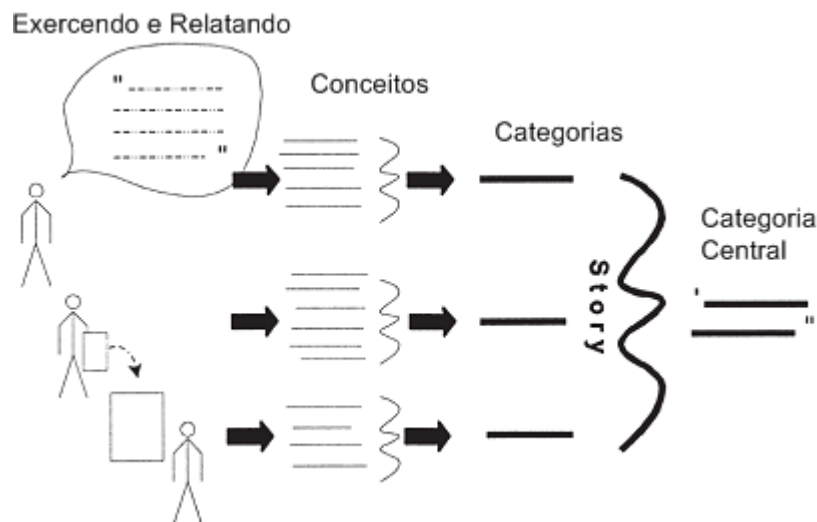 Exercendo e Relatando
Conceitos
Categorias
Story
Categoria
Central